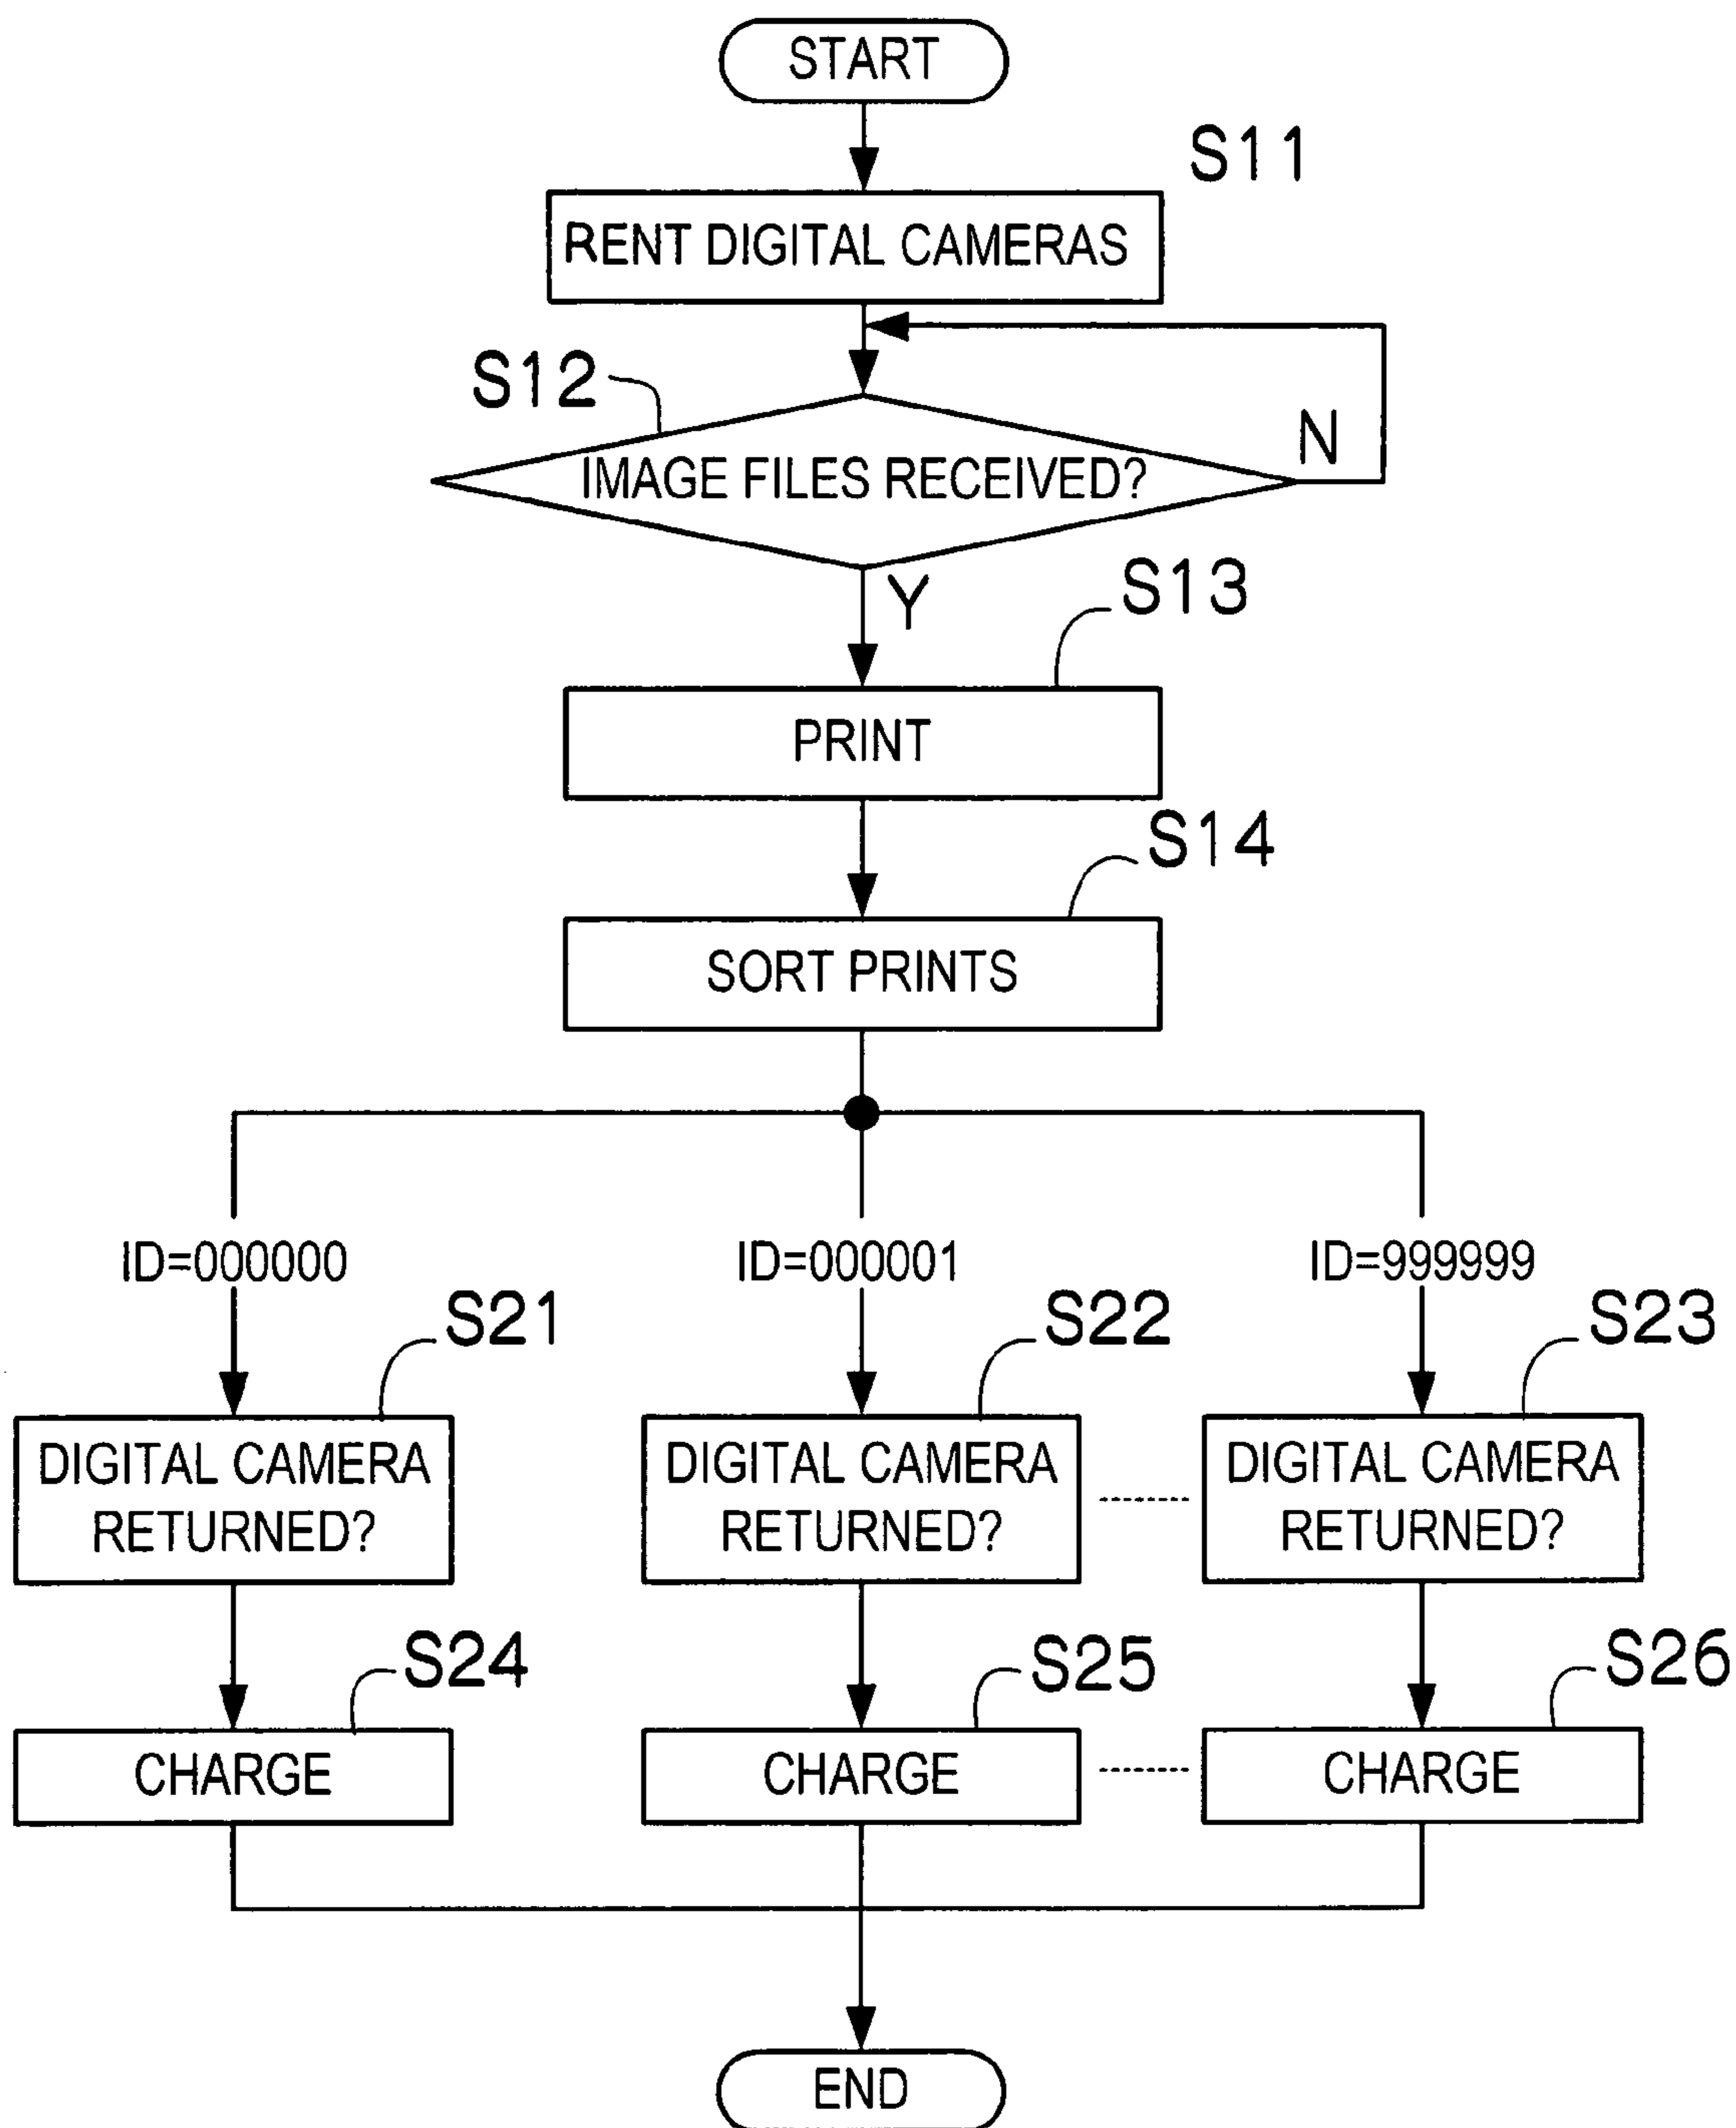 START
S11
RENT DIGITAL CAMERAS
S12
IMAGE FILES RECEIVED?
N
Y
S13
PRINT
S14
SORT PRINTS
ID=000000
ID=000001
ID=999999
S21
S22
S23
DIGITAL CAMERA
RETURNED?
DIGITAL CAMERA
RETURNED?
DIGITAL CAMERA
RETURNED?
S24
S25
S26
CHARGE
CHARGE
CHARGE
END